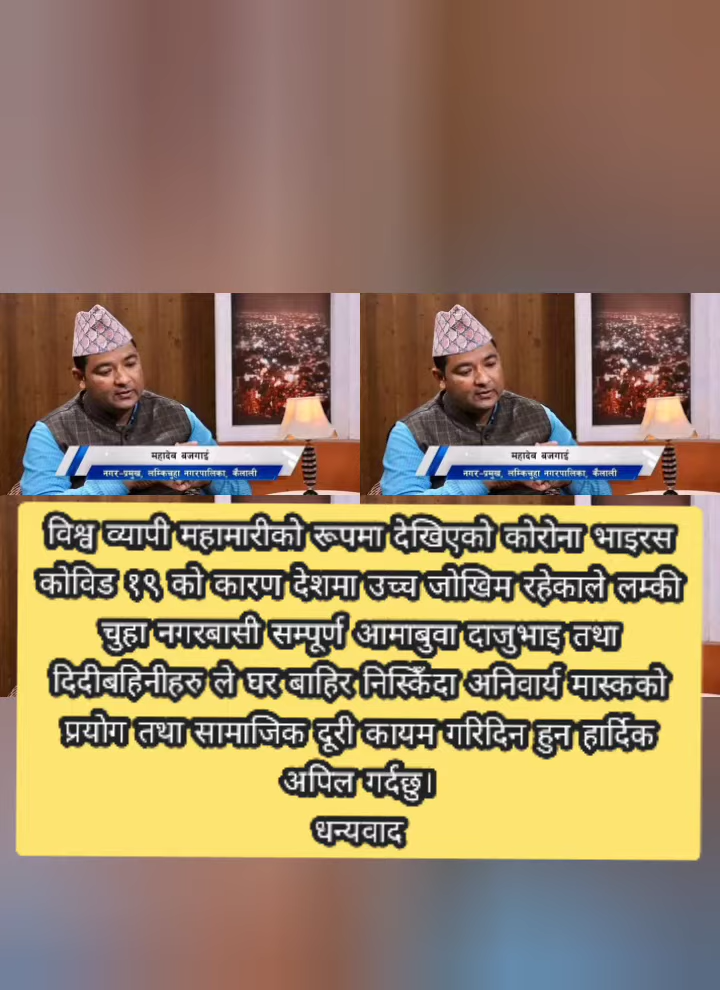 महादेव बजगाई
नगर-प्रमुख, लम्किचुहा नगरपालिका, कैलाली
महादेव बजगाई
नगर-प्रमुख, लम्किचुहा नगरपालिका, कैलाली
विश्व व्यापी महामारीको रूपमा देखिएको कोरोना भाइरस
कोविड १९ को कारण देशमा उच्च जोखिम रहेकाले लम्की
चुहा नगरबासी सम्पूर्ण आमाबुवा दाजुभाइ तथा
दिदीबहिनीहरु ले घर बाहिर निस्किँदा अनिवार्य मास्कको
प्रयोग तथा सामाजिक दूरी कायम गरिदिन हुन हार्दिक
अपिल गर्दछु।
धन्यवाद